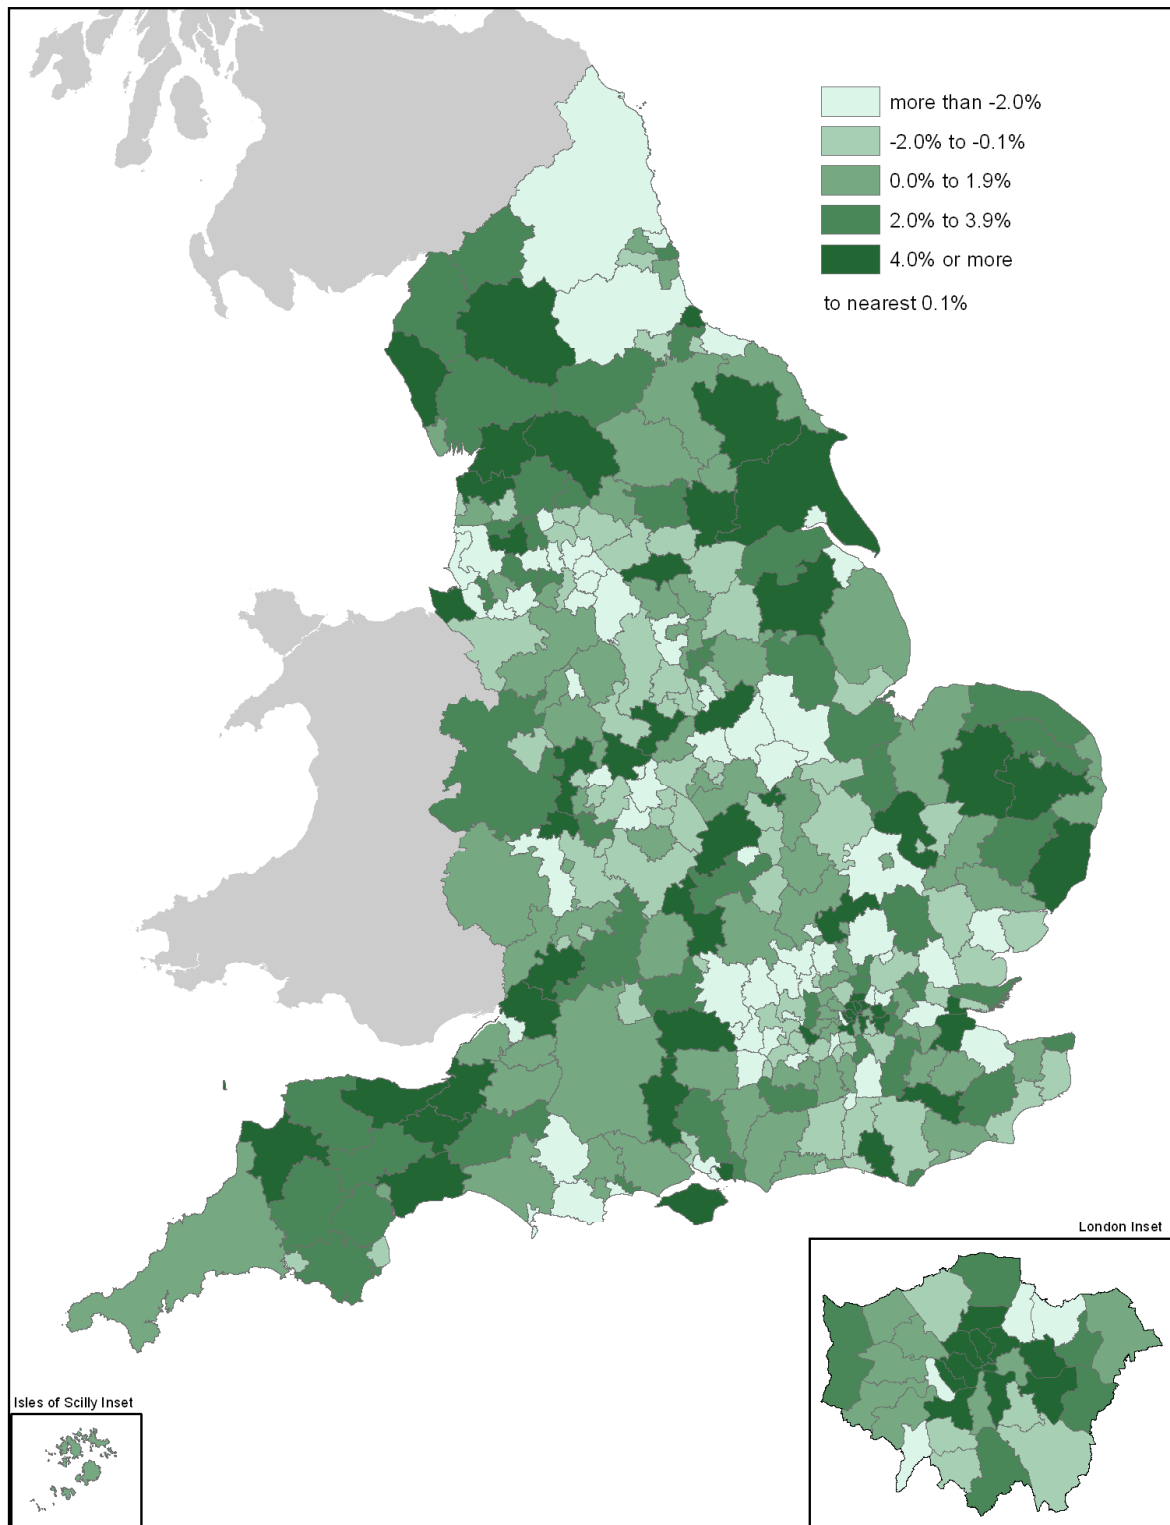 more than -2.0%
-2.0% to -0.1%
0.0% to 1.9%
2.0% to 3.9%
4.0% or more
to nearest 0.1%
London Inset
Isles of Scilly Inset